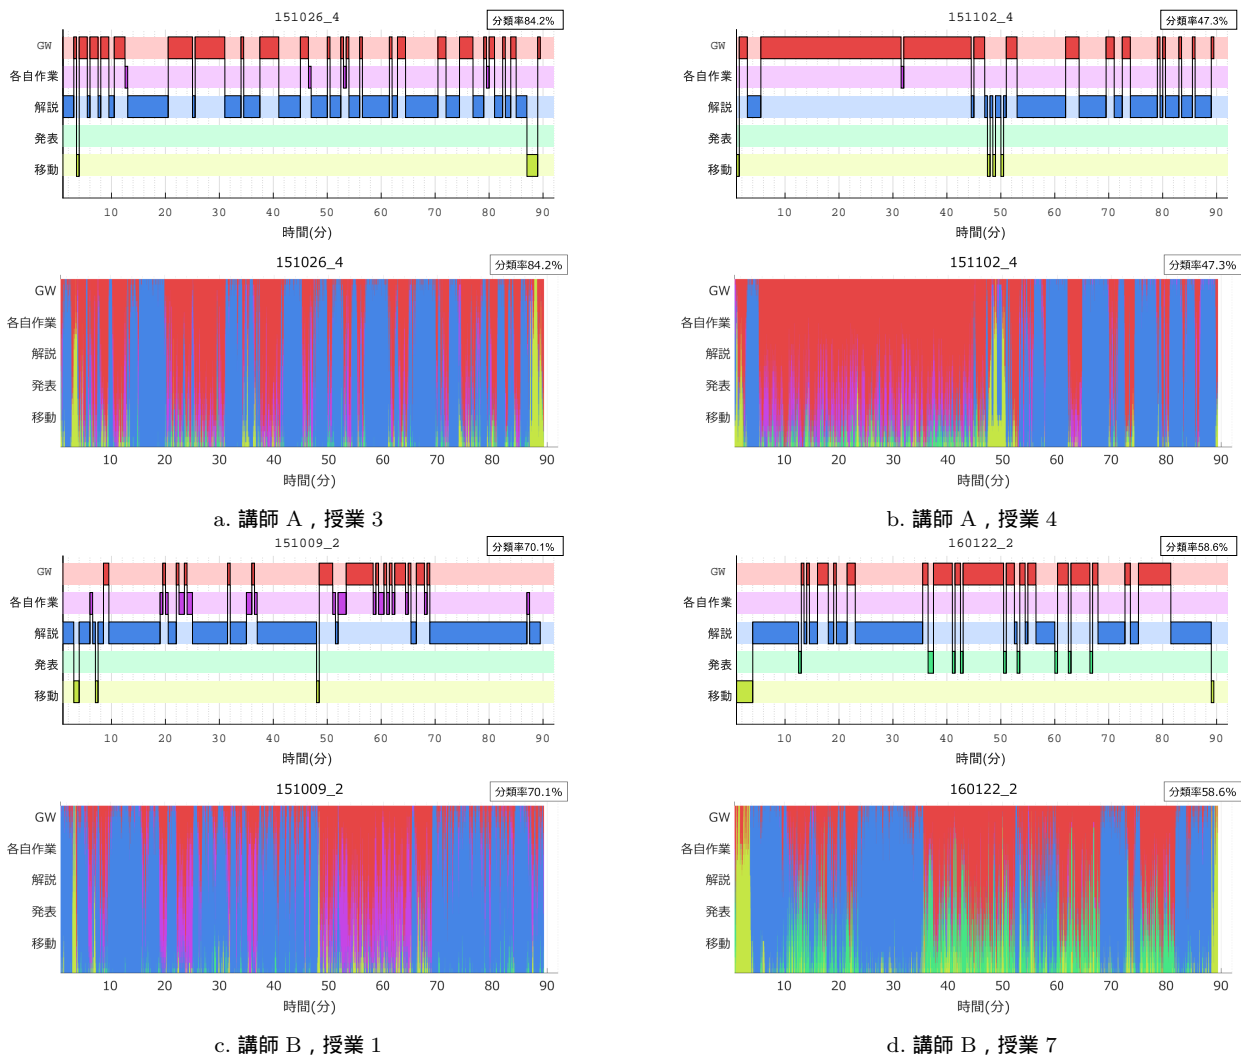 151026_4
分類率84.2%
GW
各自作業
解説
発表
移動
10 20 30 40 50 60 70 80 90
時間(分)
151026_4
分類率84.2%
GW
各自作業
解説
発表
移動
10 20 30 40 50 60 70 80 90
時間(分)
a. 講師 A , 授業 3
151102_4
分類率47.3%
GW
各自作業
解説
発表
移動
10 20 30 40 50 60 70 80 90
時間(分)
151102_4
分類率47.3%
GW
各自作業
解説
発表
移動
10 20 30 40 50 60 70 80 90
時間(分)
b. 講師 A , 授業 4
151009_2
分類率70.1%
GW
各自作業
解説
発表
移動
10 20 30 40 50 60 70 80 90
時間(分)
151009_2
分類率70.1%
GW
各自作業
解説
発表
移動
10 20 30 40 50 60 70 80 90
時間(分)
c. 講師 B , 授業 1
160122_2
分類率58.6%
GW
各自作業
解説
発表
移動
10 20 30 40 50 60 70 80 90
時間(分)
160122_2
分類率58.6%
GW
各自作業
解説
発表
移動
10 20 30 40 50 60 70 80 90
時間(分)
d. 講師 B , 授業 7